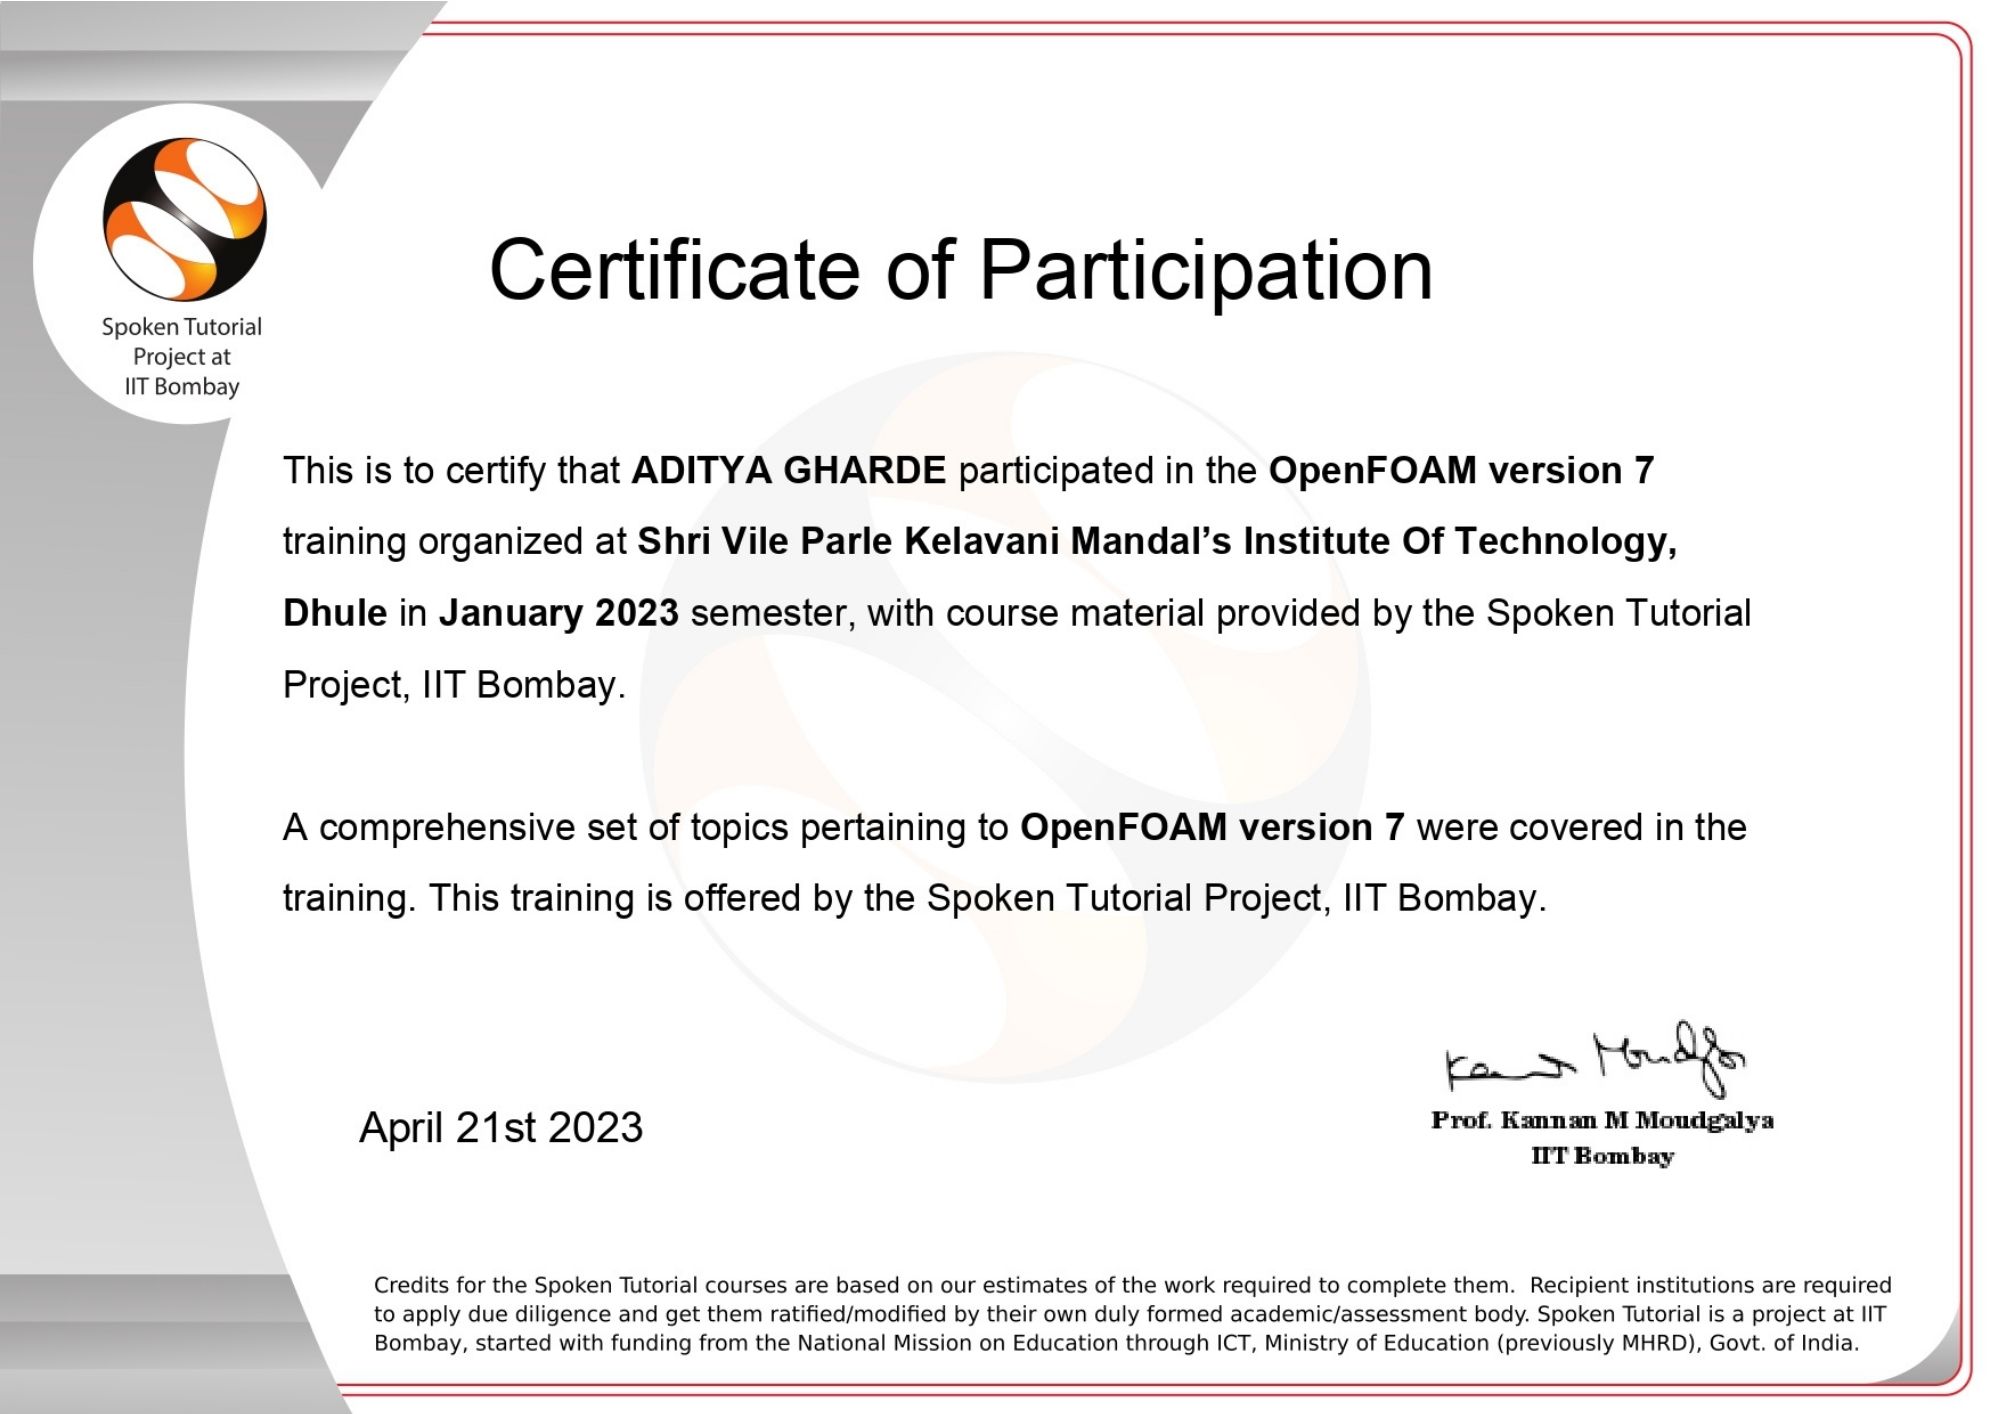 Spoken Tutorial
Project at
IIT Bombay
Certificate of Participation
This is to certify that ADITYA GHARDE participated in the OpenFOAM version 7
training organized at Shri Vile Parle Kelavani Mandal’s Institute Of Technology,
Dhule in January 2023 semester, with course material provided by the Spoken Tutorial
Project, IIT Bombay.
A comprehensive set of topics pertaining to OpenFOAM version 7 were covered in the
training. This training is offered by the Spoken Tutorial Project, IIT Bombay.
April 21st 2023
Prof. Kannan M Moudgalya
IIT Bombay
Credits for the Spoken Tutorial courses are based on our estimates of the work required to complete them.  Recipient institutions are required
to apply due diligence and get them ratified/modified by their own duly formed academic/assessment body. Spoken Tutorial is a project at IIT
Bombay, started with funding from the National Mission on Education through ICT, Ministry of Education (previously MHRD), Govt. of India.